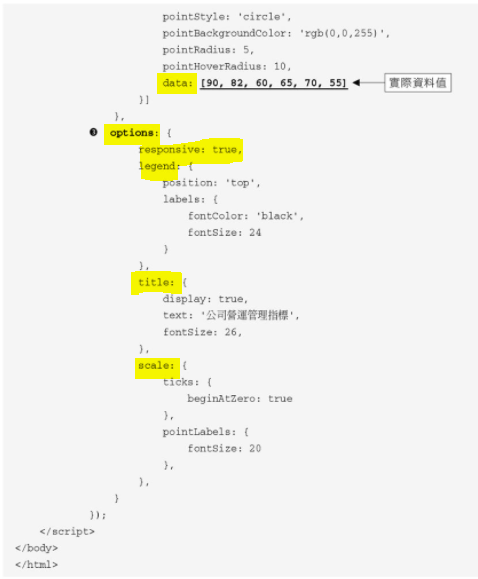 pointStyle: 'circle',
pointBackgroundColor: 'rgb(0,0,255)',
pointRadius: 5,
pointHoverRadius: 10,
data: [90, 82, 60, 65, 70, 55] 實際資料值
}]
},
❸ options: {
responsive: true,
legend: {
position: 'top',
labels: {
fontColor: 'black',
fontSize: 24
}
},
title: {
display: true,
text: '公司營運管理指標',
fontSize: 26,
},
scale: {
ticks: {
beginAtZero: true
},
pointLabels: {
fontSize: 20
},
},
}
});
</script>
</body>
</html>